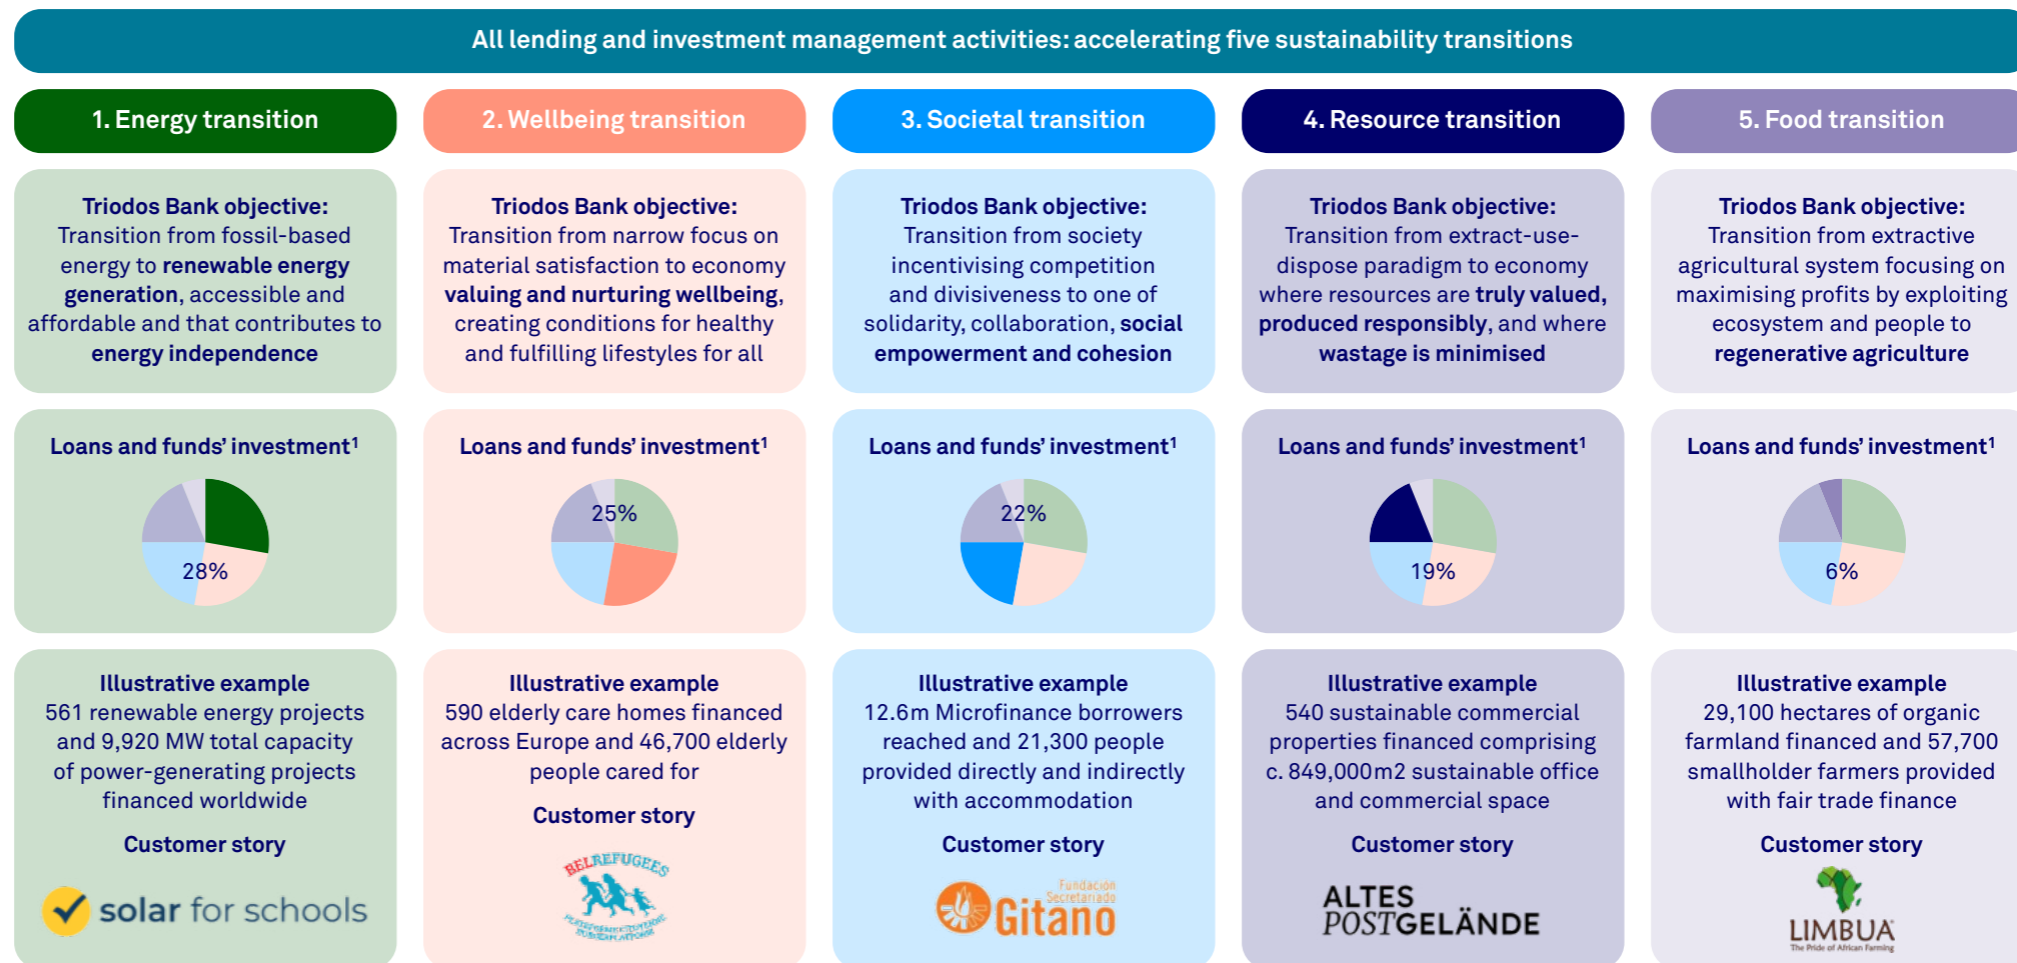 All lending and investment management activities: accelerating five sustainability transitions
1. Energy transition
Triodos Bank objective:
Transition from fossil-based
energy to renewable energy
generation, accessible and
affordable and that contributes to
energy independence
Loans and funds' investment¹
28%
Illustrative example
561 renewable energy projects
and 9,920 MW total capacity
of power-generating projects
financed worldwide
Customer story
solar for schools
2. Wellbeing transition
Triodos Bank objective:
Transition from narrow focus on
material satisfaction to economy
valuing and nurturing wellbeing,
creating conditions for healthy
and fulfilling lifestyles for all
Loans and funds' investment¹
25%
Illustrative example
590 elderly care homes financed
across Europe and 46,700 elderly
people cared for
Customer story
BELREFUGEES
3. Societal transition
Triodos Bank objective:
Transition from society
incentivising competition
and divisiveness to one of
solidarity, collaboration, social
empowerment and cohesion
Loans and funds' investment¹
22%
Illustrative example
12.6m Microfinance borrowers
reached and 21,300 people
provided directly and indirectly
with accommodation
Customer story
Fundación
Secretariado
Gitano
4. Resource transition
Triodos Bank objective:
Transition from extract-use-
dispose paradigm to economy
where resources are truly valued,
produced responsibly, and where
wastage is minimised
Loans and funds' investment¹
19%
Illustrative example
540 sustainable commercial
properties financed comprising
c. 849,000m2 sustainable office
and commercial space
Customer story
ALTES
POSTGELÄNDE
5. Food transition
Triodos Bank objective:
Transition from extractive
agricultural system focusing on
maximising profits by exploiting
ecosystem and people to
regenerative agriculture
Loans and funds' investment¹
6%
Illustrative example
29,100 hectares of organic
farmland financed and 57,700
smallholder farmers provided
with fair trade finance
Customer story
LIMBUA
The Pride of African Farming